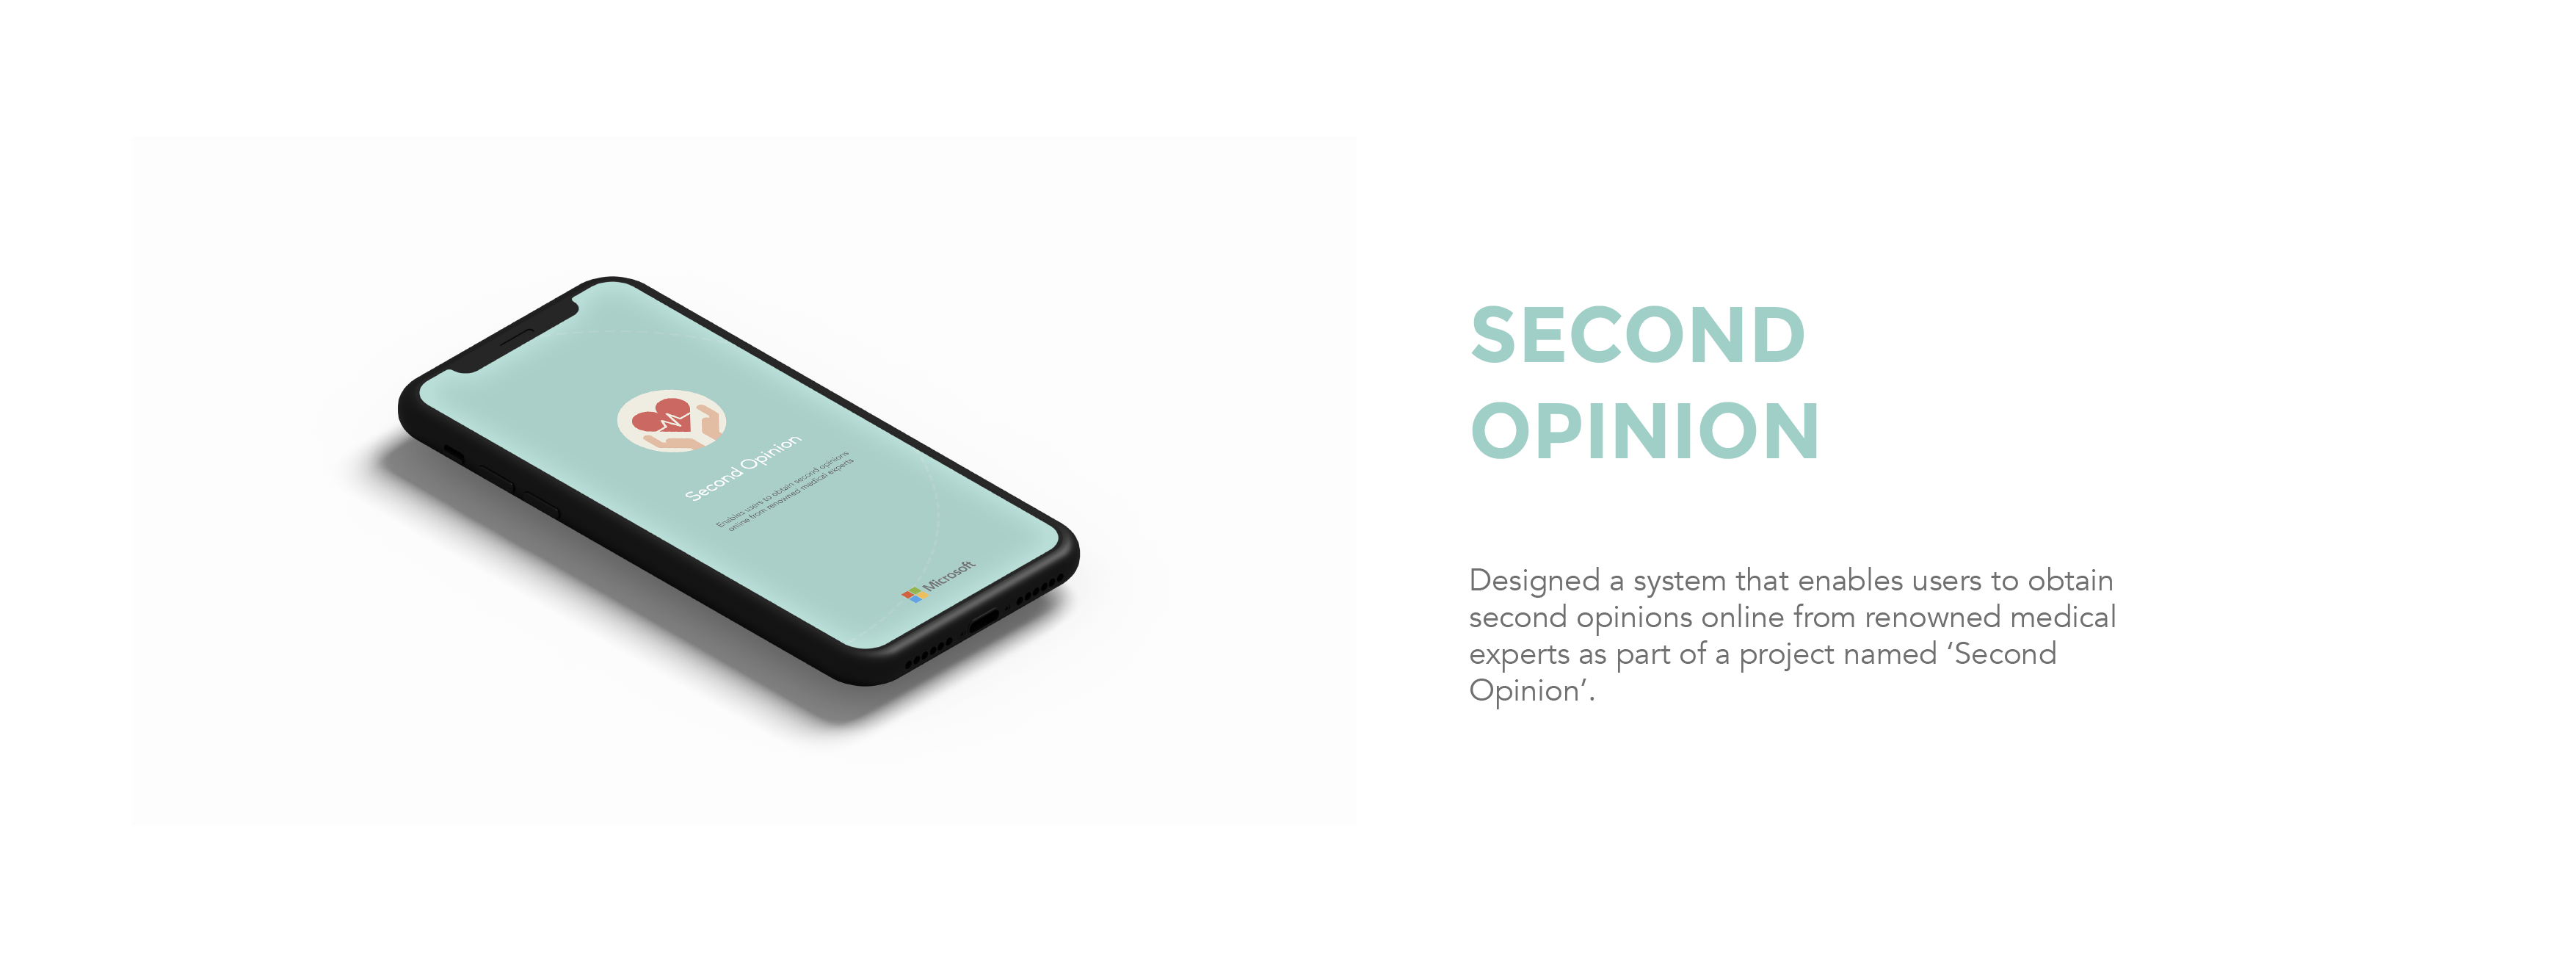 Second Opinion
Enables users to obtain second opinions
online from renowned medical experts
Microsoft
SECOND
OPINION
Designed a system that enables users to obtain
second opinions online from renowned medical
experts as part of a project named ‘Second
Opinion’.